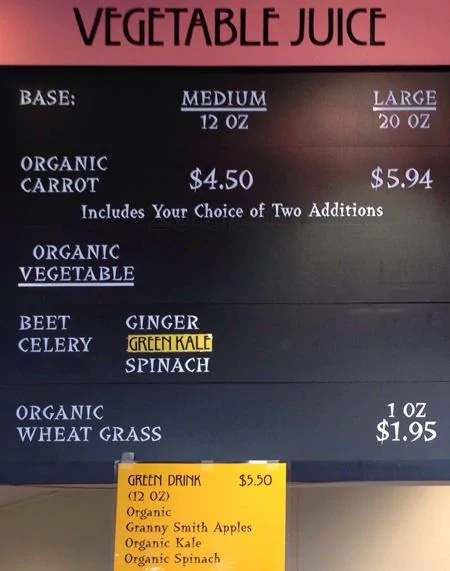 VEGETABLE JUICE
BASE: MEDIUM LARGE
12 OZ 20 OZ
ORGANIC
CARROT $4.50 $5.94
Includes Your Choice of Two Additions
ORGANIC
VEGETABLE
BEET GINGER
CELERY GREEN KALE
SPINACH
ORGANIC 1 OZ
WHEAT GRASS $1.95
GREEN DRINK $5.50
(12 OZ)
Organic
Granny Smith Apples
Organic Kale
Organic Spinach